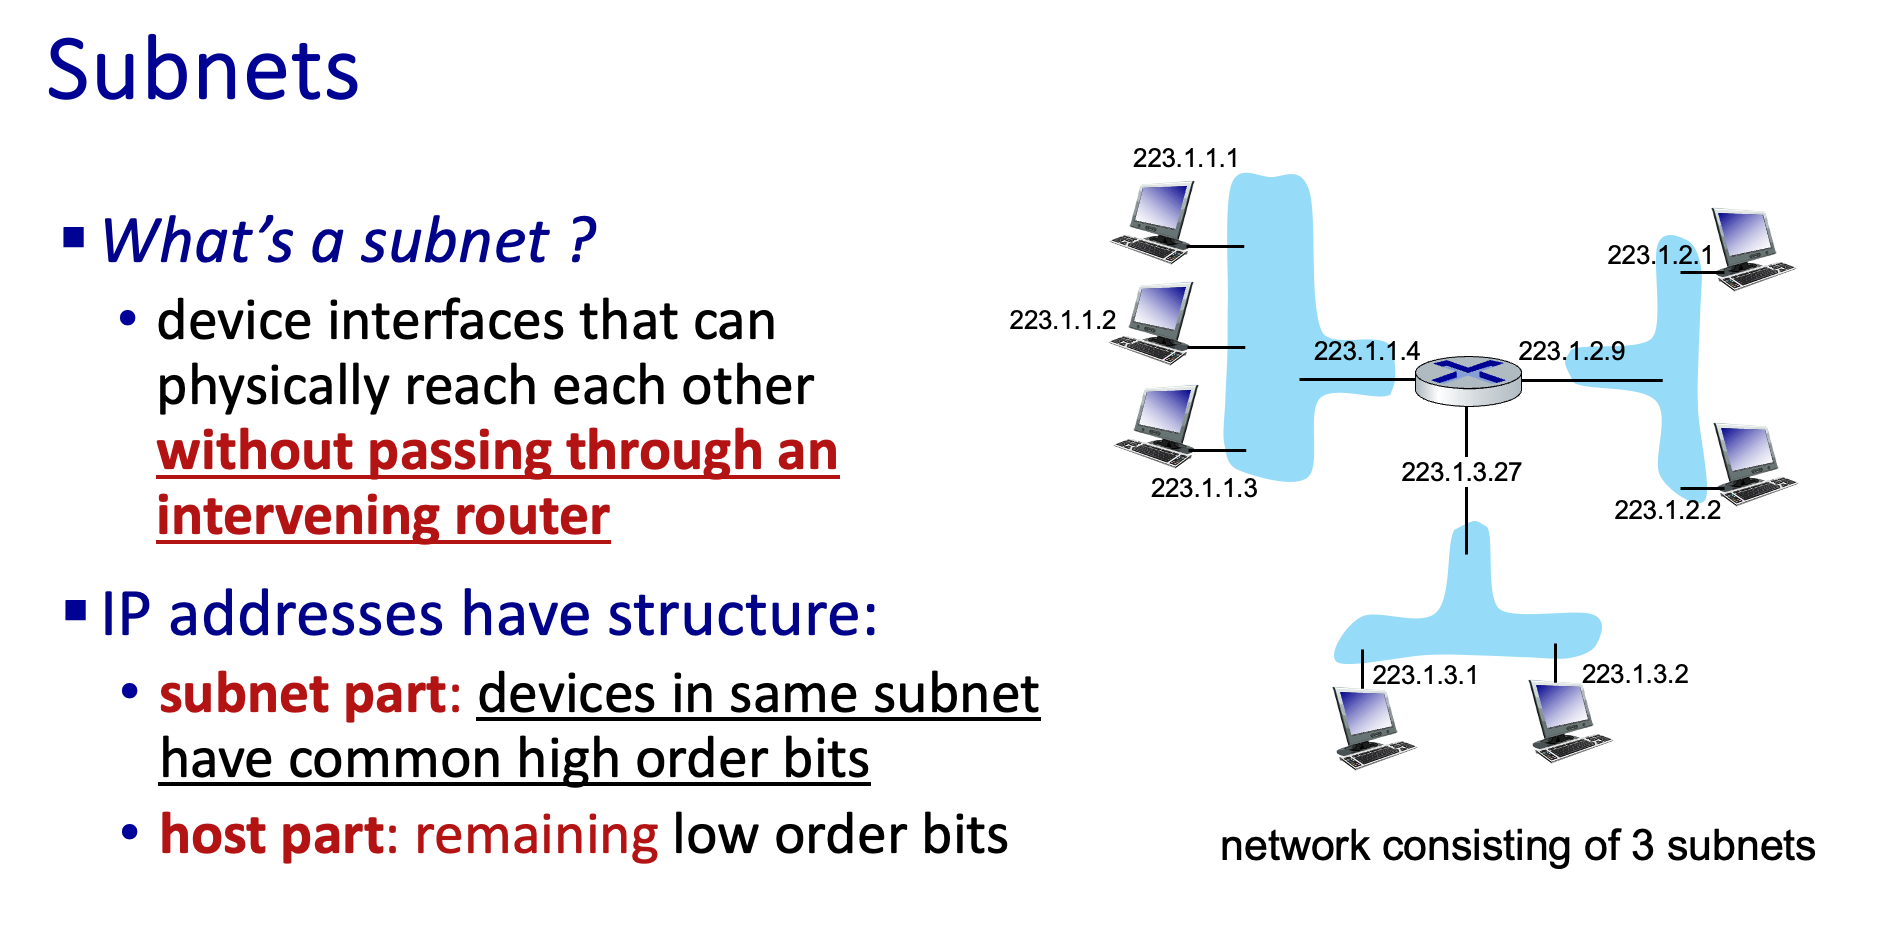 Subnets
What's a subnet ?
device interfaces that can
physically reach each other
without passing through an
intervening router
IP addresses have structure:
subnet part: devices in same subnet
have common high order bits
host part: remaining low order bits
223.1.1.1
223.1.1.2
223.1.1.3
223.1.1.4
223.1.2.9
223.1.2.1
223.1.2.2
223.1.3.27
223.1.3.1
223.1.3.2
network consisting of 3 subnets